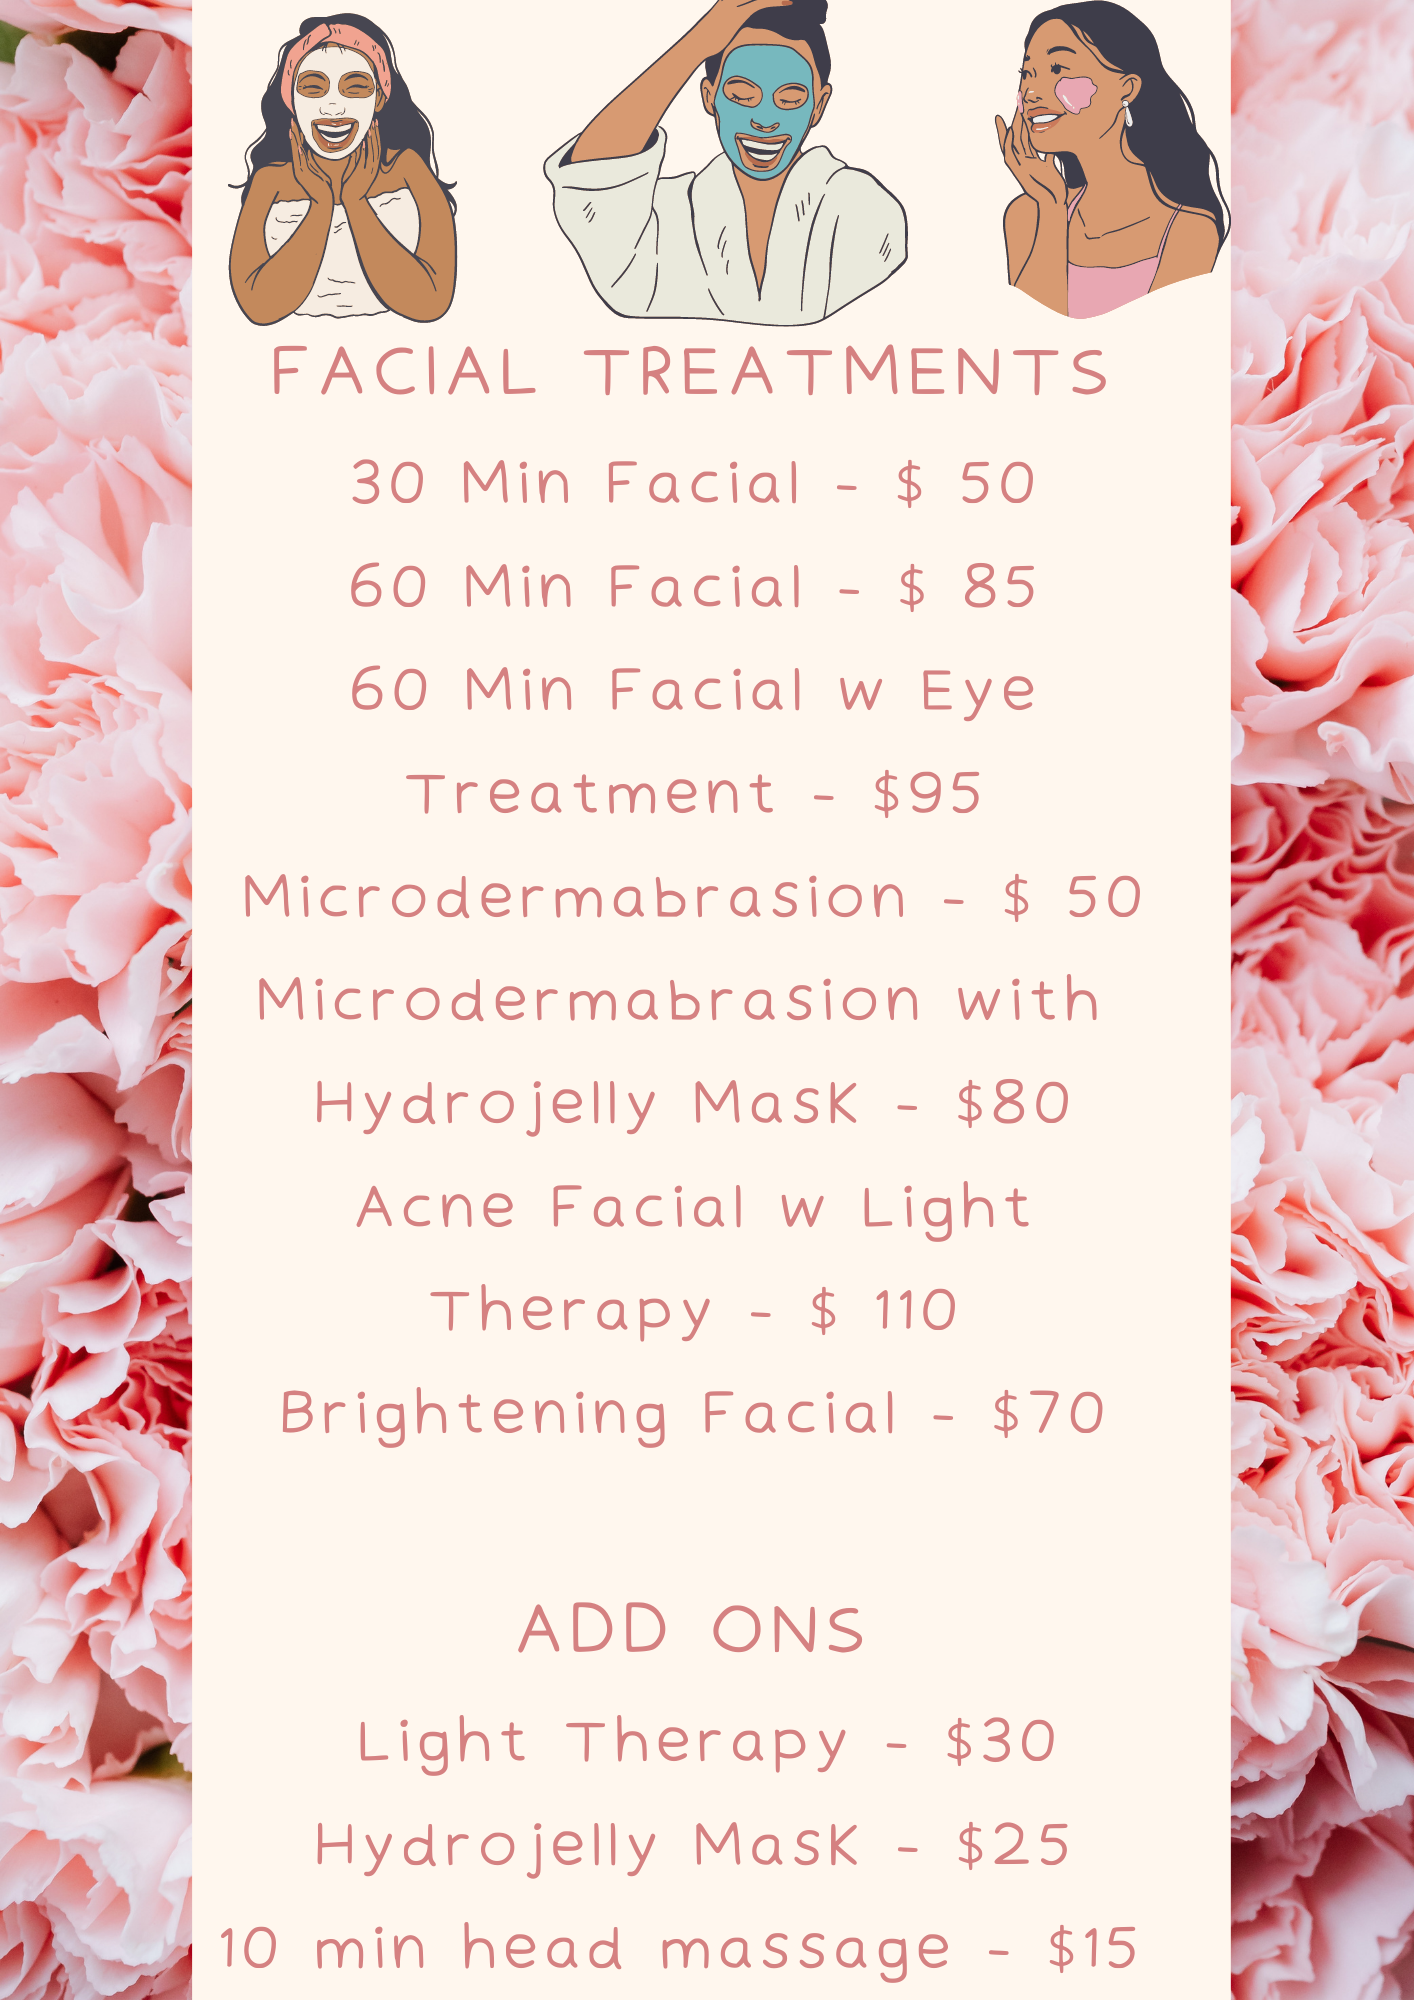 FACIAL TREATMENTS
30 Min Facial - $ 50
60 Min Facial - $ 85
60 Min Facial w Eye
Treatment - $95
Microdermabrasion - $ 50
Microdermabrasion with
Hydrojelly Mask - $80
Acne Facial w Light
Therapy - $ 110
Brightening Facial - $70
ADD ONS
Light Therapy - $30
Hydrojelly Mask - $25
10 min head massage - $15